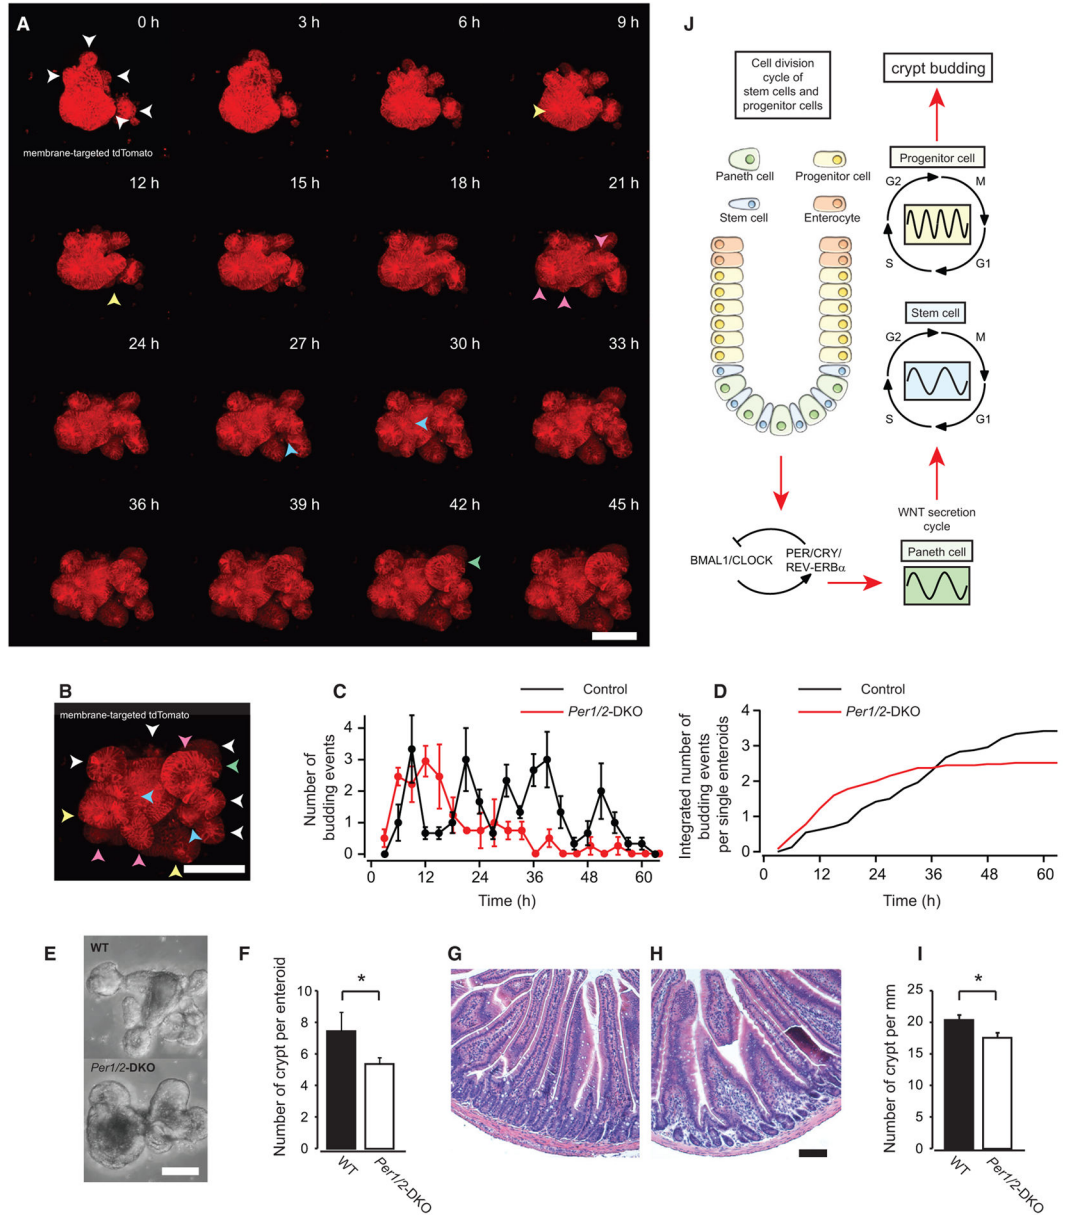 A
0 h
3 h
6 h
9 h
membrane-targeted tdTomato
12 h
15 h
18 h
21 h
24 h
27 h
30 h
33 h
36 h
39 h
42 h
45 h
J
Cell division
cycle of
stem cells and
progenitor cells
crypt budding
Paneth cell
Progenitor cell
Stem cell
Enterocyte
Progenitor cell
G2
M
S
G1
Stem cell
G2
M
S
G1
WNT secretion
cycle
Paneth cell
BMAL1/CLOCK
PER/CRY/
REV-ERBα
B
membrane-targeted tdTomato
C
Control
Per1/2-DKO
Number of
budding events
4
3
2
1
0
0
12
24
36
48
60
Time (h)
D
Control
Per1/2-DKO
Integrated number of
budding events
per single enteroids
4
3
2
1
0
0
12
24
36
48
60
Time (h)
E
WT
Per1/2-DKO
F
Number of crypt per enteroid
10
8
6
4
2
0
*
WT
Per1/2-DKO
G
H
I
Number of crypt per mm
25
20
15
10
5
0
*
WT
Per1/2-DKO